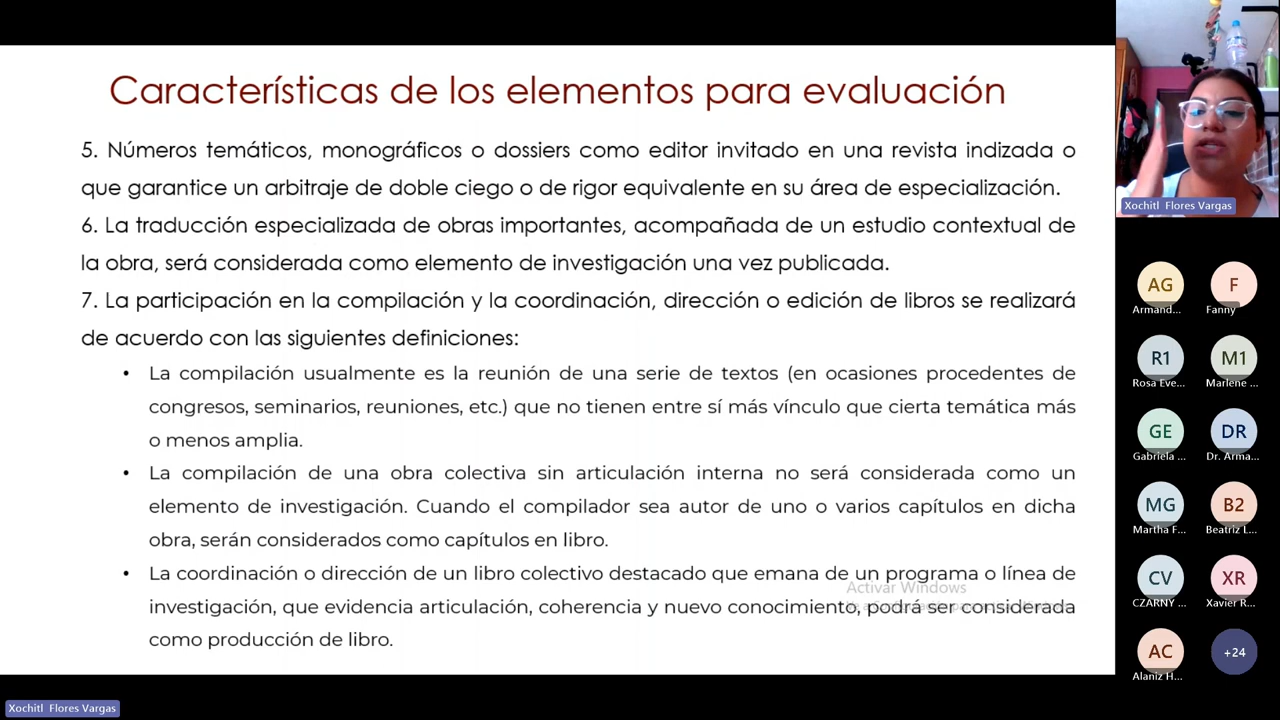 Características de los elementos para evaluación
5. Números temáticos, monográficos o dossiers como editor invitado en una revista indizada o
que garantice un arbitraje de doble ciego o de rigor equivalente en su área de especialización.
6. La traducción especializada de obras importantes, acompañada de un estudio contextual de
la obra, será considerada como elemento de investigación una vez publicada.
7. La participación en la compilación y la coordinación, dirección o edición de libros se realizará
de acuerdo con las siguientes definiciones:
• La compilación usualmente es la reunión de una serie de textos (en ocasiones procedentes de
congresos, seminarios, reuniones, etc.) que no tienen entre sí más vínculo que cierta temática más
o menos amplia.
• La compilación de una obra colectiva sin articulación interna no será considerada como un
elemento de investigación. Cuando el compilador sea autor de uno o varios capítulos en dicha
obra, serán considerados como capítulos en libro.
• La coordinación o dirección de un libro colectivo destacado que emana de un programa o línea de
investigación, que evidencia articulación, coherencia y nuevo conocimiento, podrá ser considerada
como producción de libro.
Activar Windows
Xochitl Flores Vargas
AG
Armand...
F
Fanny
R1
Rosa Eve...
M1
Marlene ...
GE
Gabriela ...
DR
Dr. Arma...
MG
Martha F...
B2
Beatriz L...
CV
CZARNY ...
XR
Xavier R...
AC
Alaniz H...
+24
Xochitl Flores Vargas